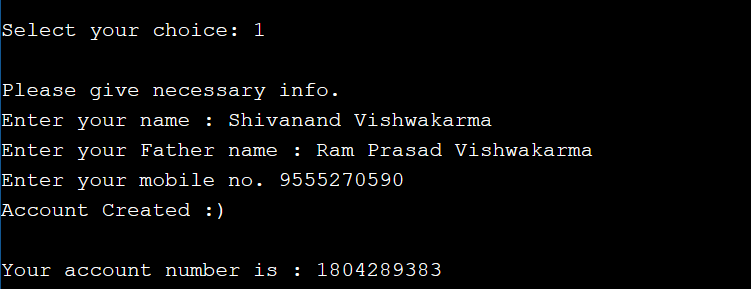 Select your choice: 1
Please give necessary info.
Enter your name : Shivanand Vishwakarma
Enter your Father name : Ram Prasad Vishwakarma
Enter your mobile no. 9555270590
Account Created :)
Your account number is : 1804289383